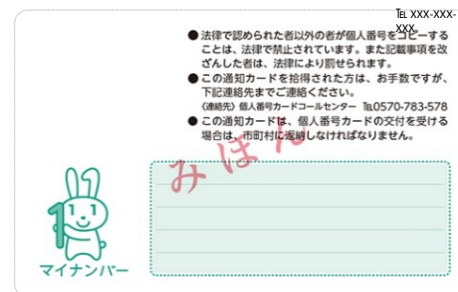 TEL XXX-XXX-
XXX
●法律で認められた者以外の者が個人番号をコピーする
ことは、法律で禁止されています。また記載事項を改
ざんした者は、法律により罰せられます。
●この通知カードを拾得された方は、お手数ですが、
下記連絡先までご連絡ください。
〈連絡先〉個人番号カードコールセンター ℡0570-783-578
●この通知カードは、個人番号カードの交付を受ける
場合は、市町村に返納しなければなりません。
みほん
1
マイナンバー